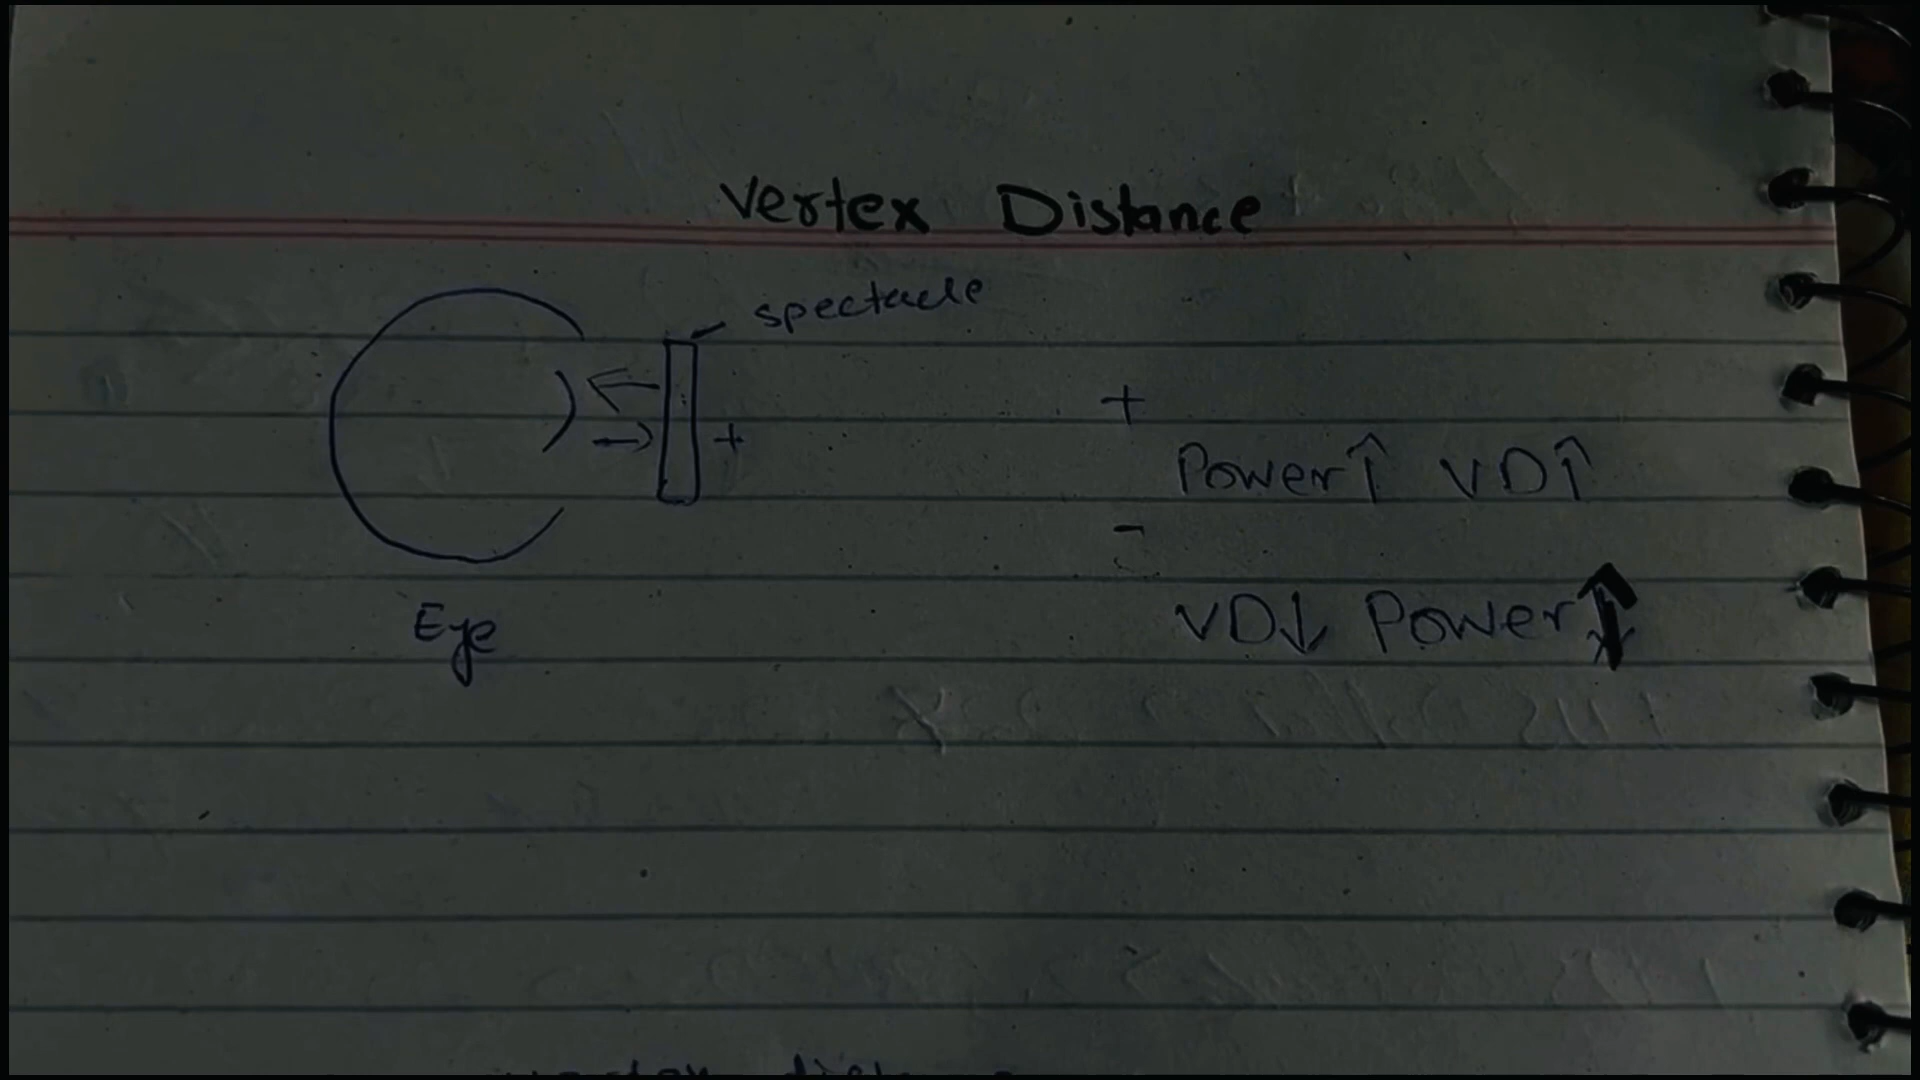 Vertex Distance
spectacle
+
+
Power↑ VD↑
-
VD↓ Power↑
Eye